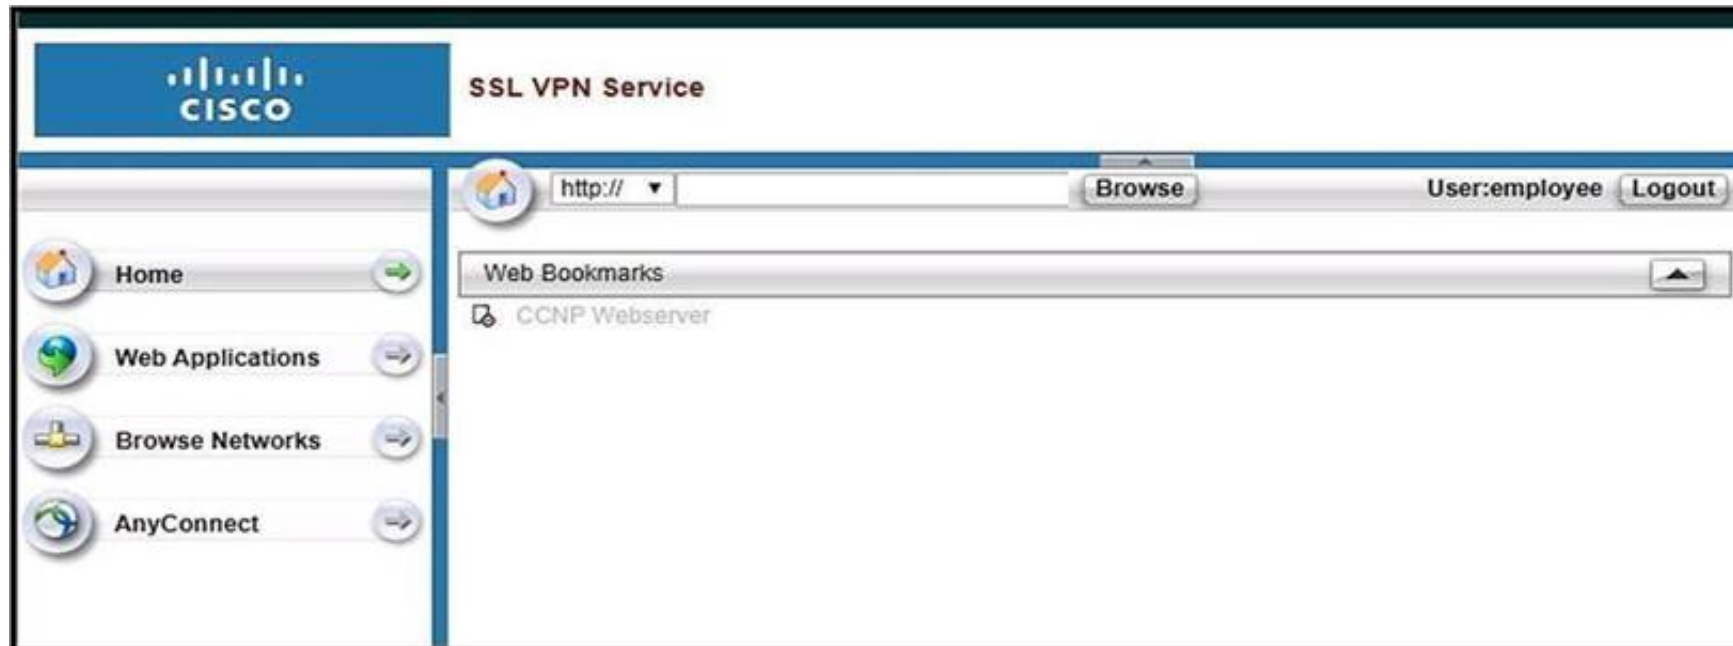 CISCO
SSL VPN Service
http://
Browse
User:employee
Logout
Home
Web Applications
Browse Networks
AnyConnect
Web Bookmarks
CCNP Webserver